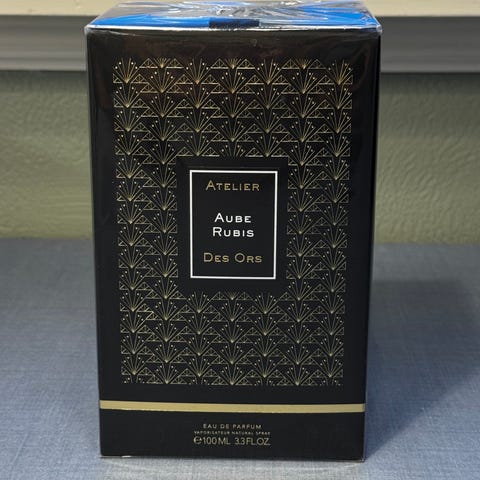 Atelier
Aube
Rubis
Des Ors
EAU DE PARFUM
VAPORISATEUR NATURAL SPRAY
℮100 ML 3.3 FL.OZ.